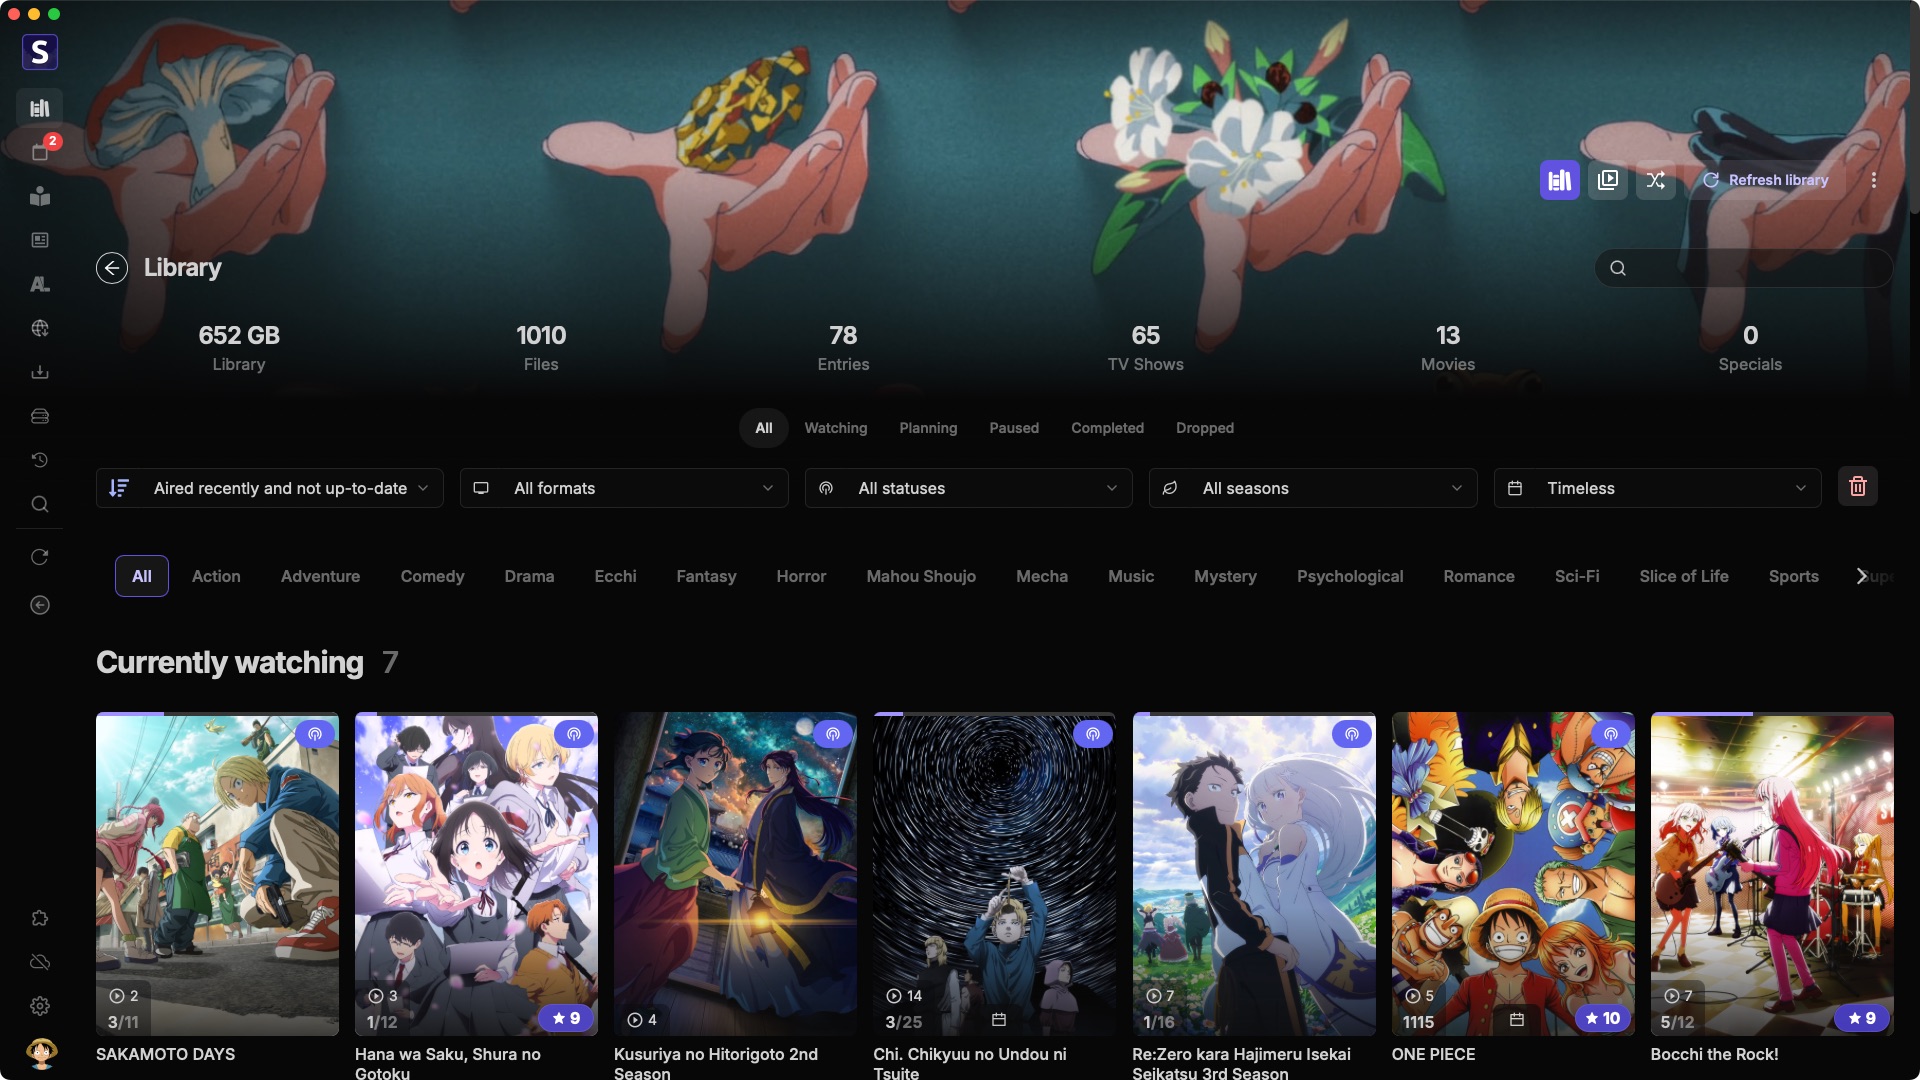 S
2
Refresh library
Library
652 GB
Library
1010
Files
78
Entries
65
TV Shows
13
Movies
0
Specials
All
Watching
Planning
Paused
Completed
Dropped
Aired recently and not up-to-date
All formats
All statuses
All seasons
Timeless
All
Action
Adventure
Comedy
Drama
Ecchi
Fantasy
Horror
Mahou Shoujo
Mecha
Music
Mystery
Psychological
Romance
Sci-Fi
Slice of Life
Sports
Supe
Currently watching 7
2
3/11
SAKAMOTO DAYS
3
1/12
9
Hana wa Saku, Shura no
Gotoku
4
Kusuriya no Hitorigoto 2nd
Season
14
3/25
Chi. Chikyuu no Undou ni
Tsuite
7
1/16
Re:Zero kara Hajimeru Isekai
Seikatsu 3rd Season
5
1115
10
ONE PIECE
7
5/12
9
Bocchi the Rock!